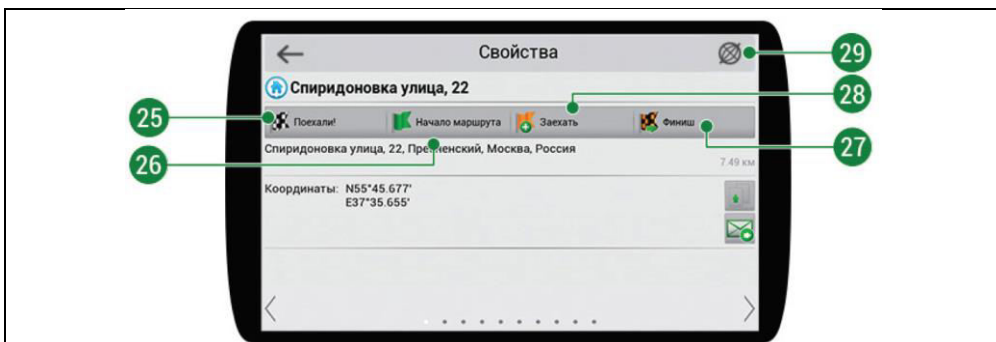 Свойства
29
Спиридоновка улица, 22
28
25
Поехали!
Начало маршрута
Заехать
Финиш
27
26
Спиридоновка улица, 22, Пресненский, Москва, Россия
7.49 км
Координаты: N55°45.677'
E37°35.655'